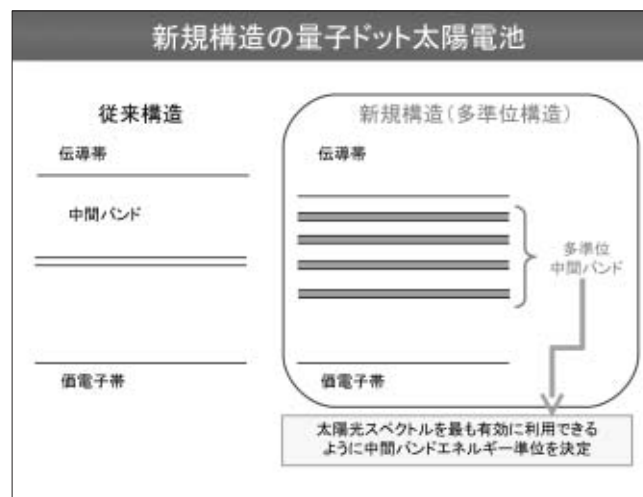 新規構造の量子ドット太陽電池
従来構造
伝導帯
中間バンド
価電子帯
新規構造(多準位構造)
伝導帯
多準位
中間バンド
価電子帯
太陽光スペクトルを最も有効に利用できる
ように中間バンドエネルギー準位を決定